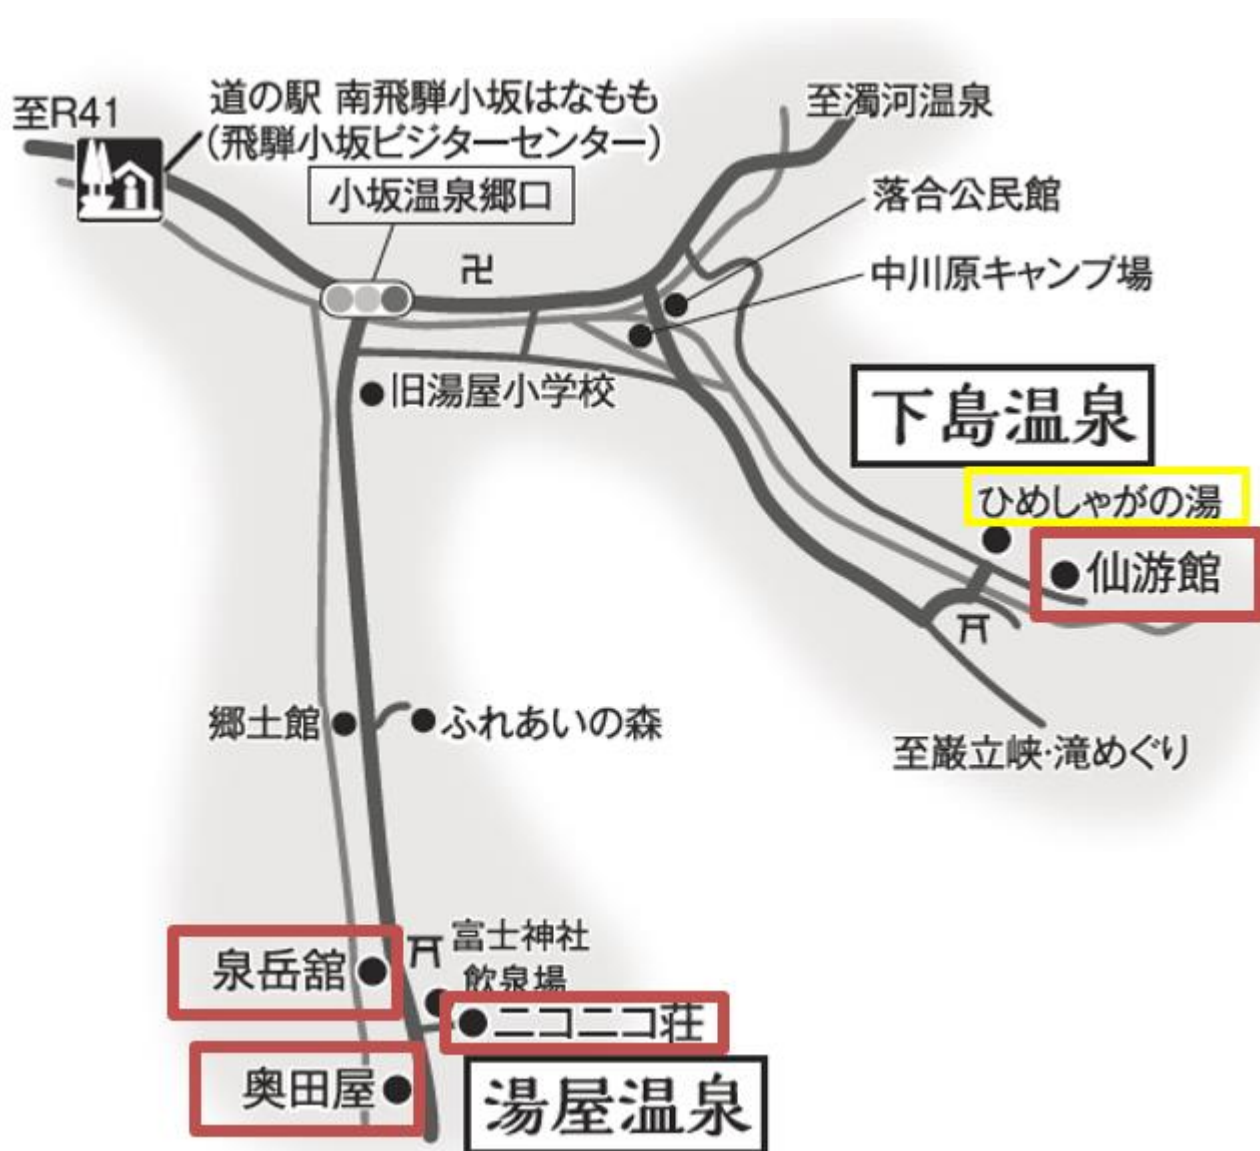 至R41
道の駅 南飛騨小坂はなもも
(飛騨小坂ビジターセンター)
小坂温泉郷口
至濁河温泉
落合公民館
中川原キャンプ場
旧湯屋小学校
下島温泉
ひめしゃがの湯
仙游館
至巌立峡・滝めぐり
郷土館
ふれあいの森
富士神社
飲泉場
泉岳舘
ニコニコ荘
奥田屋
湯屋温泉